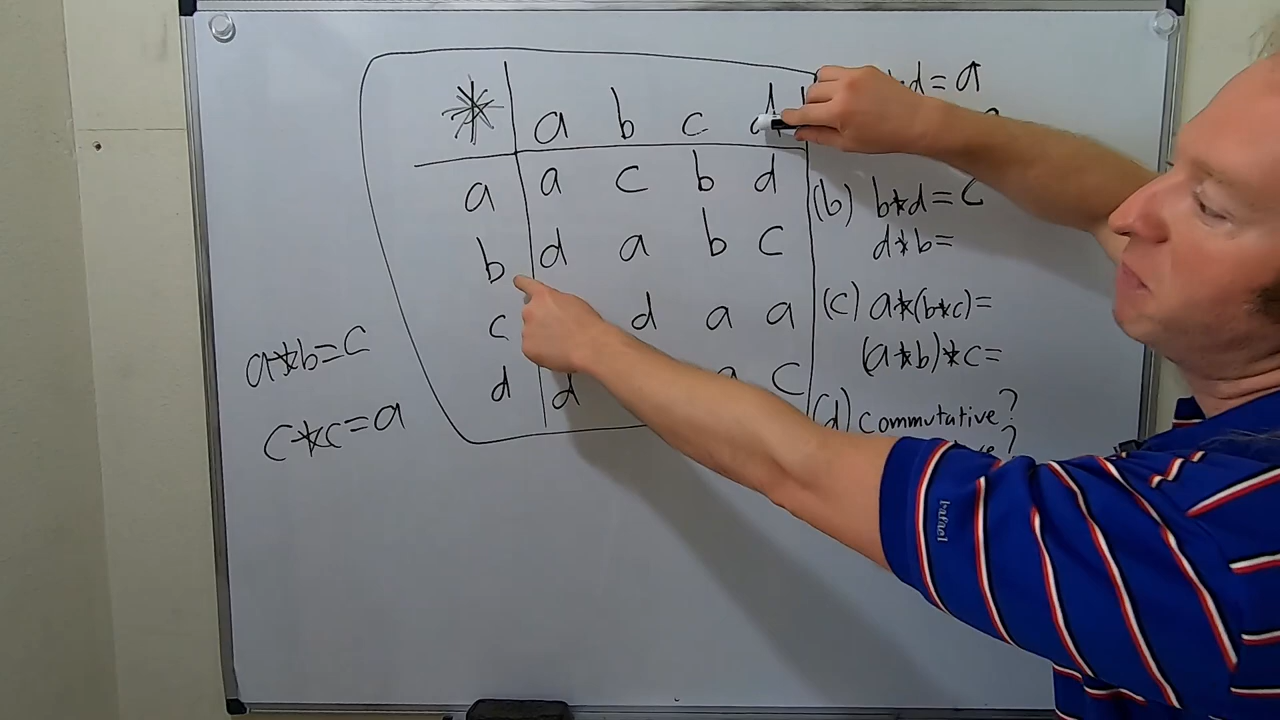 * a b c d
a a c b d
b d a b c
c d a a
d d a c
a*b=c
c*c=a
d=a
(b) b*d=c
d*b=
(c) a*(b*c)=
(a*b)*c=
(d) commutative?